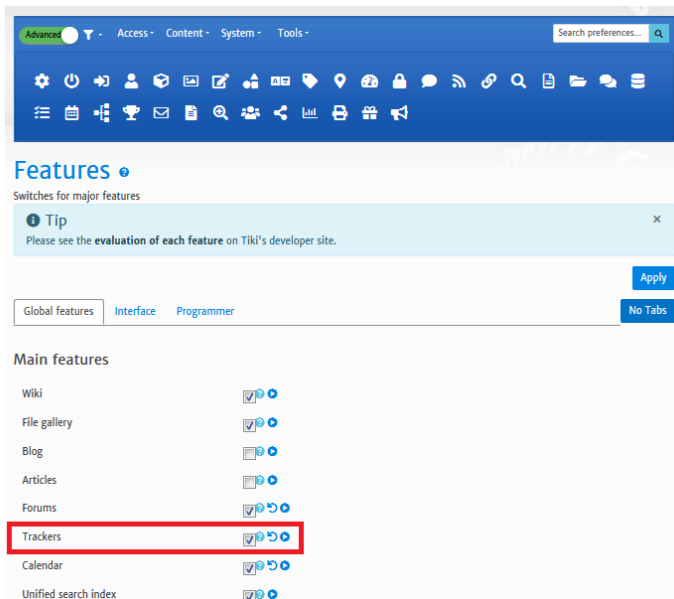 Advanced Access Content System Tools Search preferences...
Features
Switches for major features
Tip
Please see the evaluation of each feature on Tiki's developer site.
Apply
Global features Interface Programmer No Tabs
Main features
Wiki
File gallery
Blog
Articles
Forums
Trackers
Calendar
Unified search index